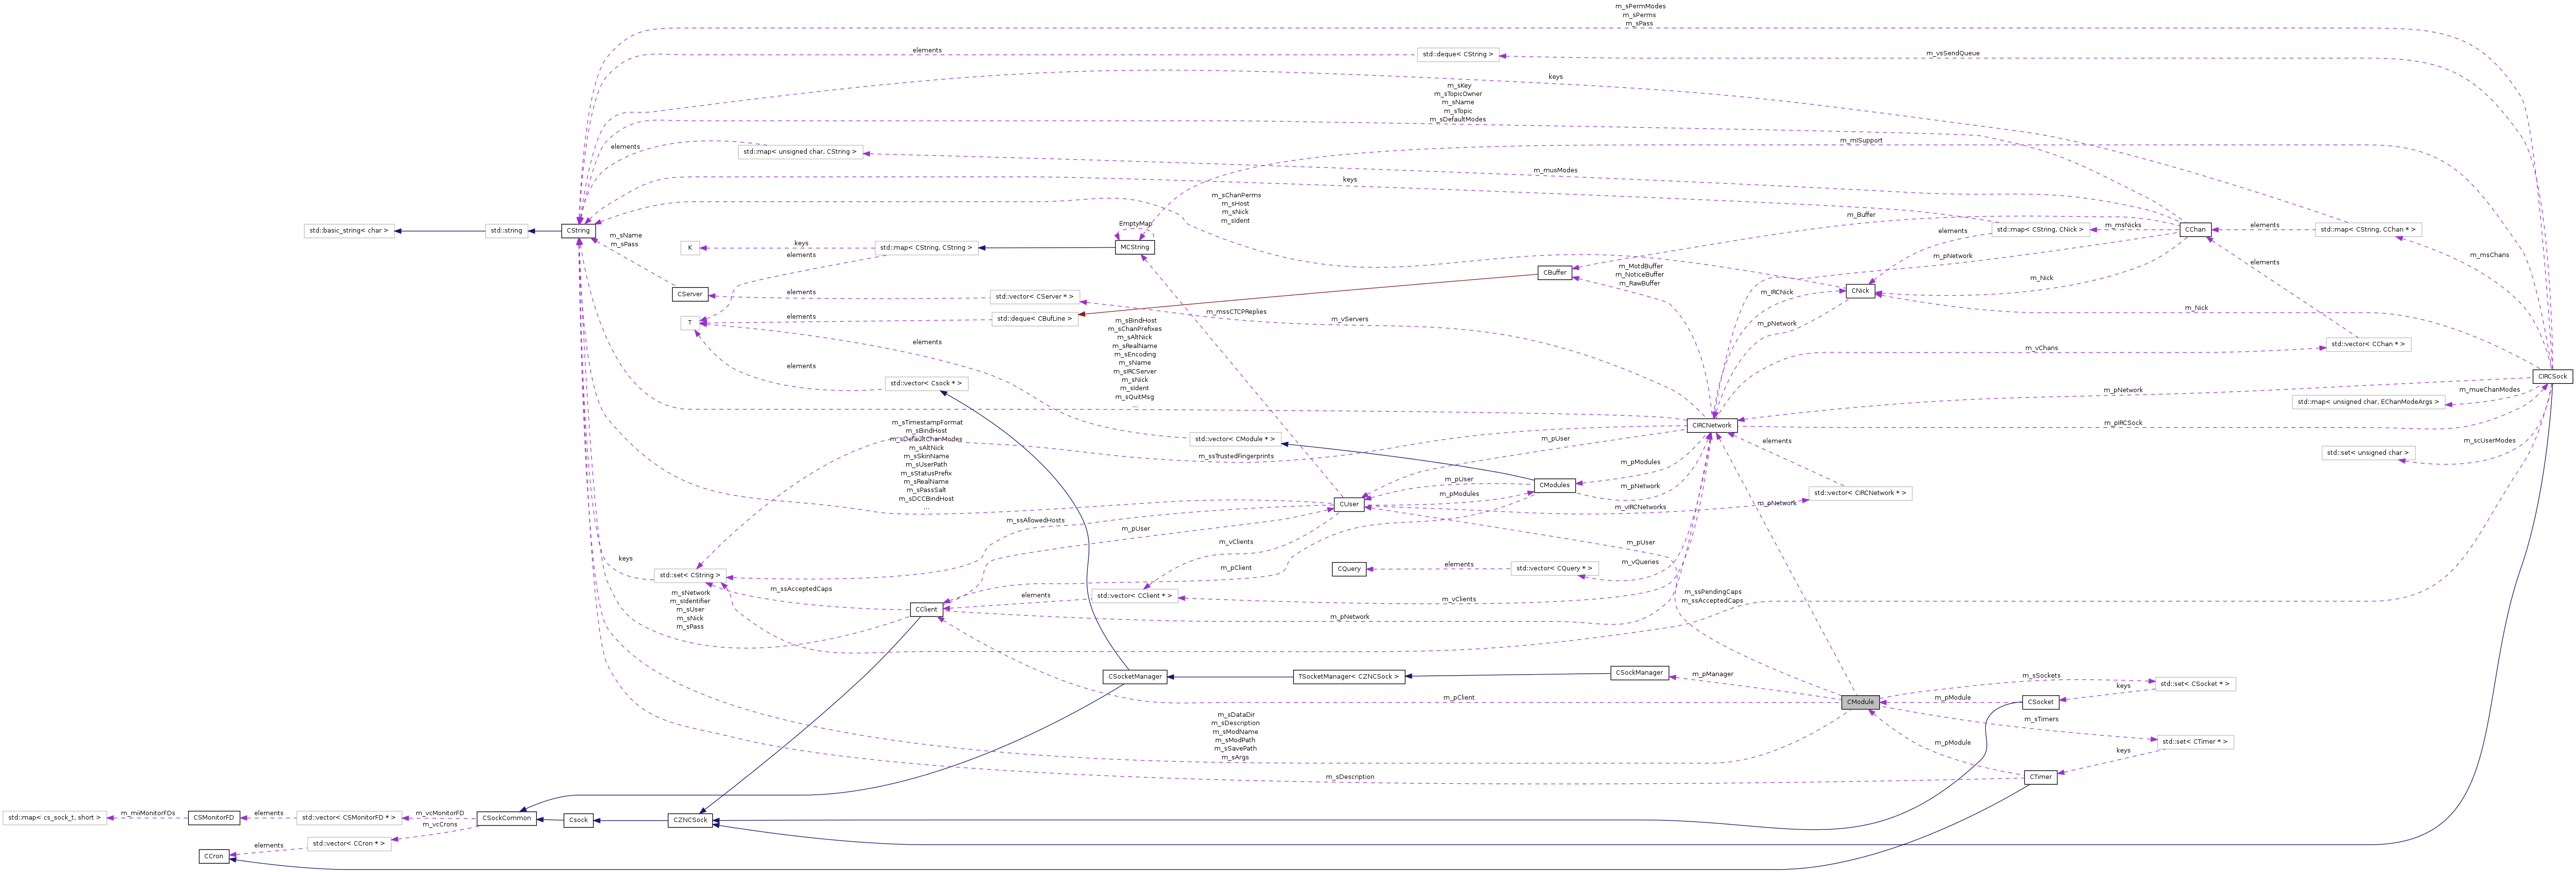 m_sPermModes
m_sPerms
m_sPass
elements
std::deque< CString >
m_vsSendQueue
keys
m_sKey
m_sTopicOwner
m_sName
m_sTopic
m_sDefaultModes
elements
std::map< unsigned char, CString >
m_mISupport
m_musModes
keys
m_sChanPerms
m_sHost
m_sNick
m_sIdent
std::basic_string< char >
std::string
CString
m_sName
m_sPass
K
keys
elements
std::map< CString, CString >
EmptyMap
MCString
m_Buffer
elements
std::map< CString, CNick >
m_msNicks
CChan
elements
std::map< CString, CChan * >
m_msChans
CBuffer
m_MotdBuffer
m_NoticeBuffer
m_RawBuffer
m_pNetwork
m_Nick
elements
CServer
elements
std::vector< CServer * >
m_IRCNick
CNick
T
elements
std::deque< CBufLine >
m_mssCTCPReplies
m_vServers
m_pNetwork
m_Nick
m_sBindHost
m_sChanPrefixes
m_sAltNick
m_sRealName
m_sEncoding
m_sName
m_sIRCServer
m_sNick
m_sIdent
m_sQuitMsg
...
elements
elements
std::vector< Csock * >
m_vChans
std::vector< CChan * >
CIRCSock
m_pNetwork
m_mueChanModes
std::map< unsigned char, EChanModeArgs >
m_sTimestampFormat
m_sBindHost
m_sDefaultChanModes
m_sAltNick
m_sSkinName
m_sUserPath
m_sStatusPrefix
m_sRealName
m_sPassSalt
m_sDCCBindHost
...
std::vector< CModule * >
m_ssTrustedFingerprints
m_pUser
CIRCNetwork
m_pIRCSock
elements
m_scUserModes
std::set< unsigned char >
m_pModules
m_pUser
m_pModules
CModules
m_pNetwork
std::vector< CIRCNetwork * >
CUser
m_vIRCNetworks
m_pNetwork
m_ssAllowedHosts
m_pUser
m_vClients
m_pUser
keys
std::set< CString >
m_pClient
CQuery
elements
std::vector< CQuery * >
m_vQueries
m_ssAcceptedCaps
m_sNetwork
m_sIdentifier
m_sUser
m_sNick
m_sPass
CClient
elements
std::vector< CClient * >
m_vClients
m_ssPendingCaps
m_ssAcceptedCaps
m_pNetwork
CSocketManager
TSocketManager< CZNCSock >
CSockManager
m_pManager
m_pClient
CModule
m_sSockets
std::set< CSocket * >
m_pModule
keys
CSocket
m_sDataDir
m_sDescription
m_sModName
m_sModPath
m_sSavePath
m_sArgs
m_sTimers
m_pModule
std::set< CTimer * >
keys
m_sDescription
CTimer
std::map< cs_sock_t, short >
m_miiMonitorFDs
CSMonitorFD
elements
std::vector< CSMonitorFD * >
m_vcMonitorFD
m_vcCrons
CSockCommon
Csock
CZNCSock
CCron
elements
std::vector< CCron * >